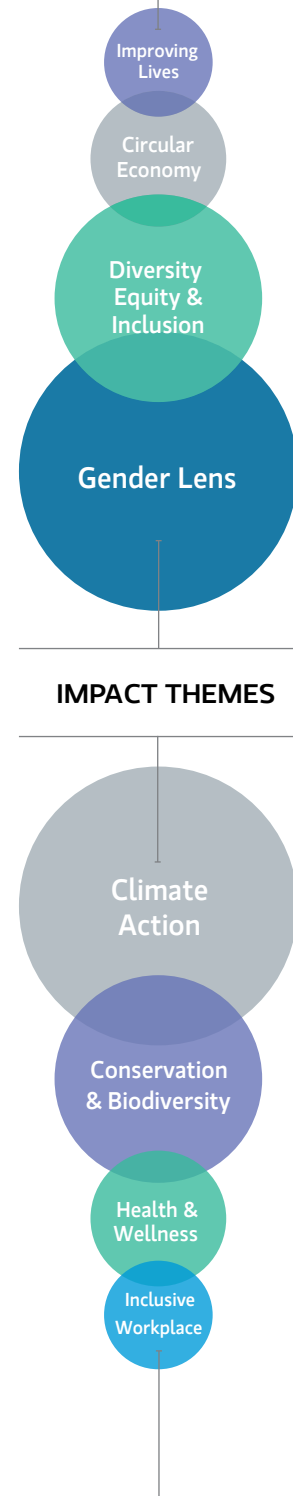 Improving
Lives
Circular
Economy
Diversity
Equity &
Inclusion
Gender Lens
IMPACT THEMES
Climate
Action
Conservation
& Biodiversity
Health &
Wellness
Inclusive
Workplace